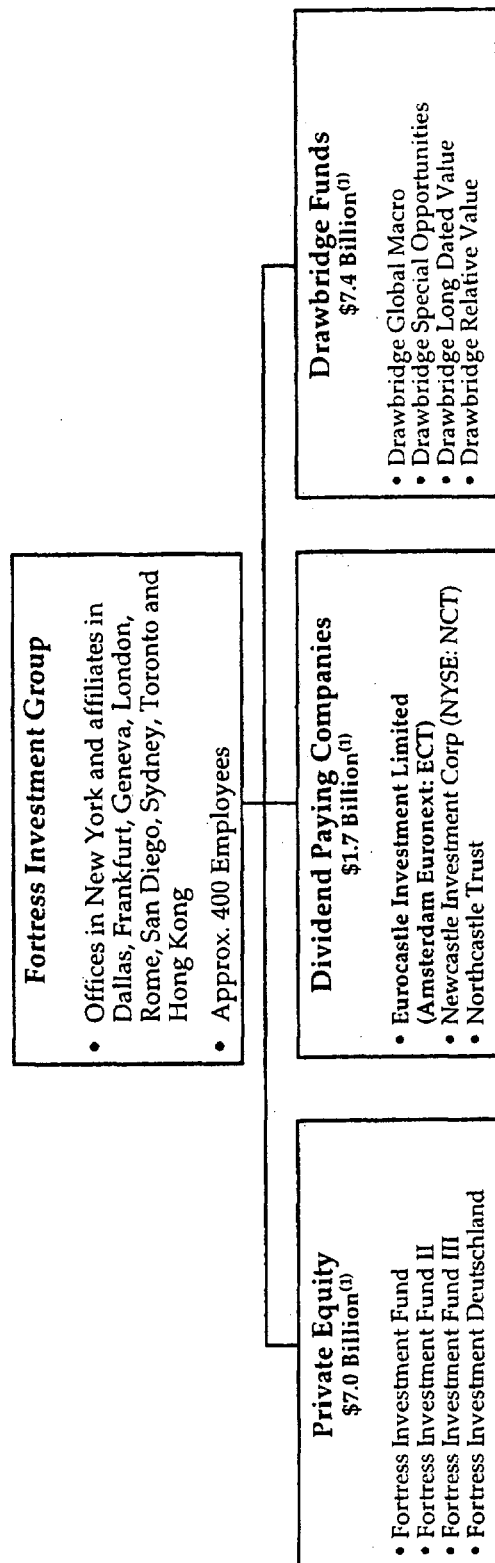 Fortress Investment Group
• Offices in New York and affiliates in
Dallas, Frankfurt, Geneva, London,
Rome, San Diego, Sydney, Toronto and
Hong Kong
• Approx. 400 Employees
Private Equity
$7.0 Billion(1)
• Fortress Investment Fund
• Fortress Investment Fund II
• Fortress Investment Fund III
• Fortress Investment Deutschland
Dividend Paying Companies
$1.7 Billion(1)
• Eurocastle Investment Limited
(Amsterdam Euronext: ECT)
• Newcastle Investment Corp (NYSE: NCT)
• Northcastle Trust
Drawbridge Funds
$7.4 Billion(1)
• Drawbridge Global Macro
• Drawbridge Special Opportunities
• Drawbridge Long Dated Value
• Drawbridge Relative Value